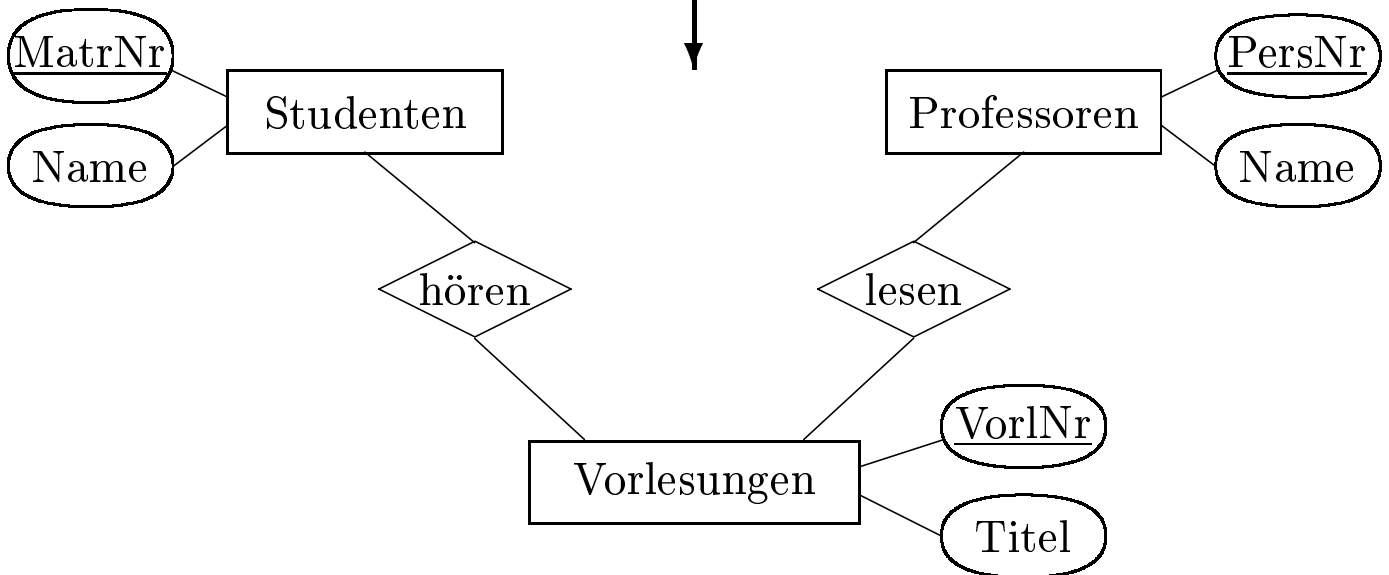 MatrNr
PersNr
Studenten
Professoren
Name
Name
hören
lesen
VorlNr
Vorlesungen
Titel